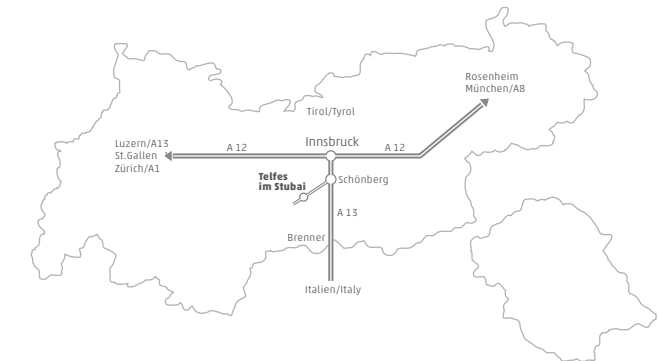 Rosenheim
München/A8
Tirol/Tyrol
Innsbruck
Luzern/A13
St.Gallen
Zürich/A1
A 12
A 12
Telfes
im Stubai
Schönberg
A 13
Brenner
Italien/Italy